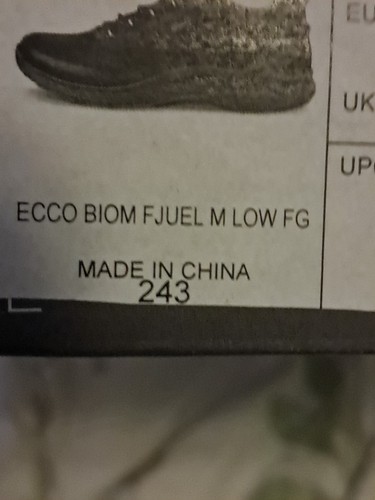 EU
UK
UP
ECCO BIOM FJUEL M LOW FG
MADE IN CHINA
243